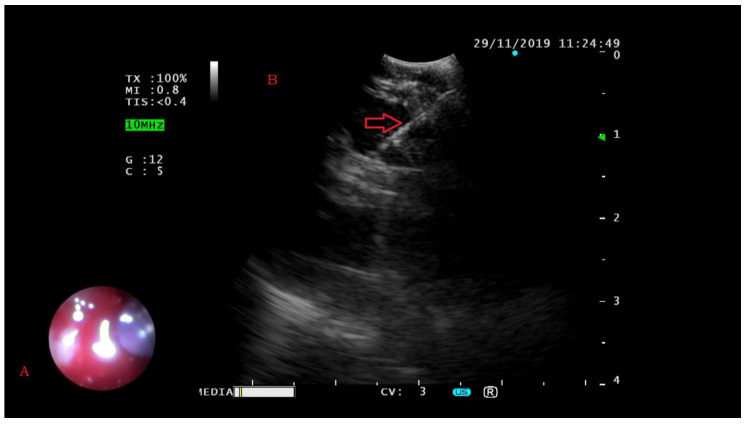 29/11/2019 11:24:49
TX :100%
MI :0.8
TIS:<0.4
10MHz
G :12
C : 5
B
0
1
2
3
4
A
MEDIA
CV: 3
US
R